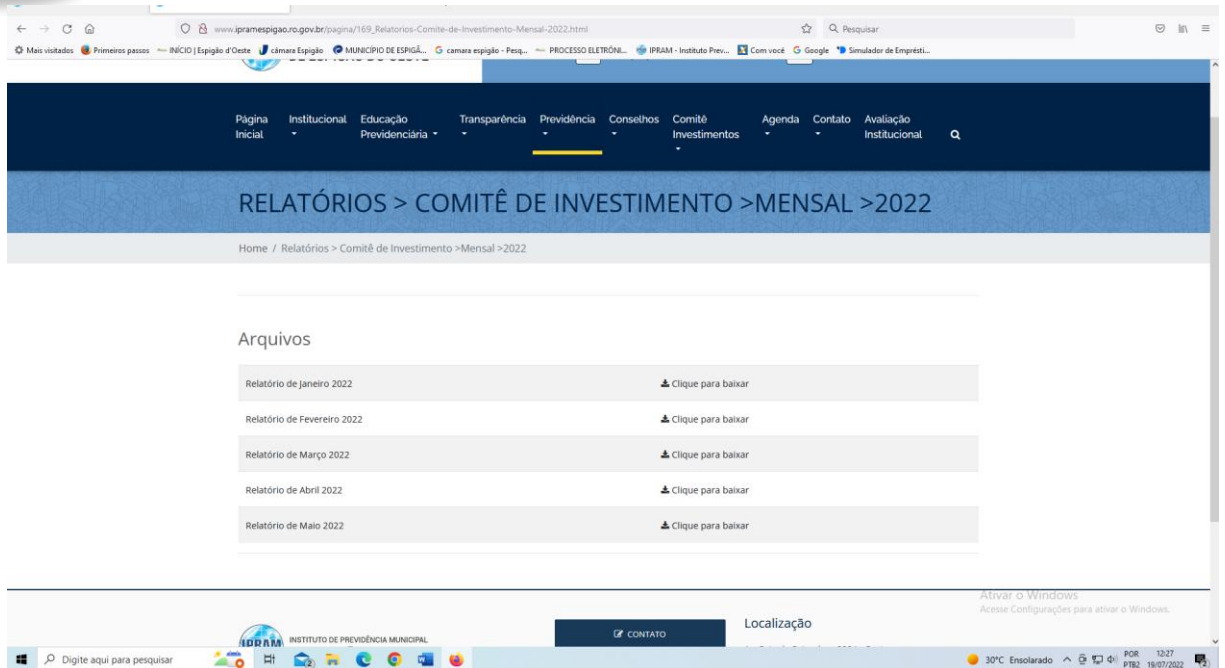 www.ipramespigao.ro.gov.br/pagina/169_Relatorios-Comite-de-Investimento-Mensal-2022.html
Pesquisar
Mais visitados Primeiros passos INÍCIO | Espigão d'Oeste câmara Espigão MUNICÍPIO DE ESPIGÃ... camara espigão - Pesq... PROCESSO ELETRÔNI... IPRAM - Instituto Prev... Com você Google Simulador de Emprésti...
Página Inicial
Institucional
Educação Previdenciária
Transparência
Previdência
Conselhos
Comitê Investimentos
Agenda
Contato
Avaliação Institucional
RELATÓRIOS > COMITÊ DE INVESTIMENTO >MENSAL >2022
Home / Relatórios > Comitê de Investimento >Mensal >2022
Arquivos
Relatório de Janeiro 2022 Clique para baixar
Relatório de Fevereiro 2022 Clique para baixar
Relatório de Março 2022 Clique para baixar
Relatório de Abril 2022 Clique para baixar
Relatório de Maio 2022 Clique para baixar
Ativar o Windows
Acesse Configurações para ativar o Windows.
IPRAM
INSTITUTO DE PREVIDÊNCIA MUNICIPAL
CONTATO
Localização
Digite aqui para pesquisar
30°C Ensolarado
POR 12:27
PTB2 19/07/2022